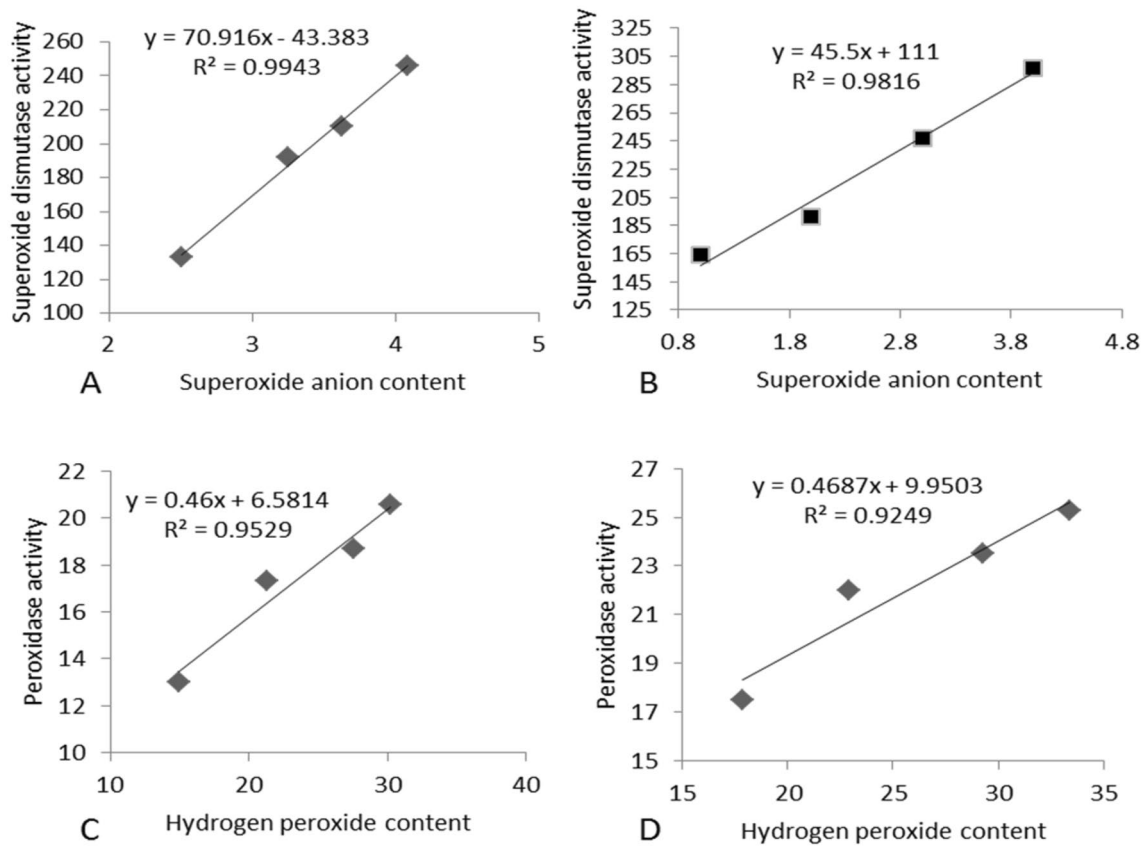 y = 70.916x - 43.383
R² = 0.9943
Superoxide dismutase activity
260
240
220
200
180
160
140
120
100
2
3
4
5
A
Superoxide anion content
y = 45.5x + 111
R² = 0.9816
Superoxide dismutase activity
325
305
285
265
245
225
205
185
165
145
125
0.8
1.8
2.8
3.8
4.8
B
Superoxide anion content
y = 0.46x + 6.5814
R² = 0.9529
Peroxidase activity
22
20
18
16
14
12
10
10
20
30
40
C
Hydrogen peroxide content
y = 0.4687x + 9.9503
R² = 0.9249
Peroxidase activity
27
25
23
21
19
17
15
15
20
25
30
35
D
Hydrogen peroxide content